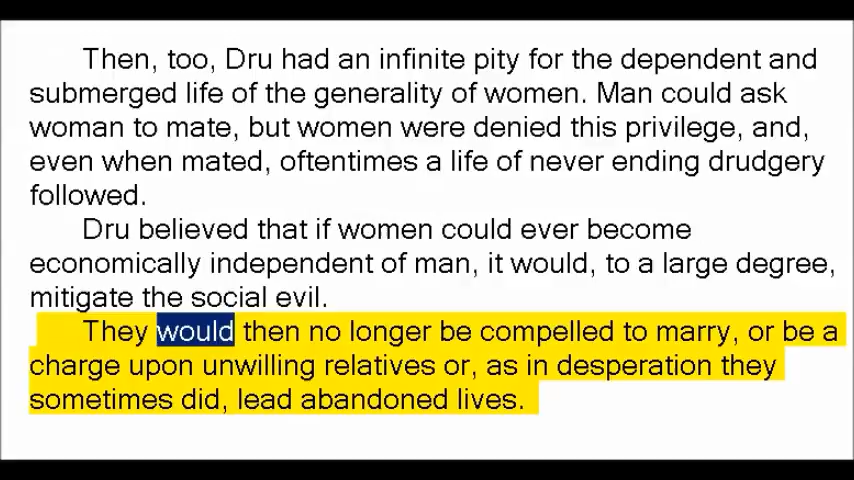 Then, too, Dru had an infinite pity for the dependent and
submerged life of the generality of women. Man could ask
woman to mate, but women were denied this privilege, and,
even when mated, oftentimes a life of never ending drudgery
followed.
Dru believed that if women could ever become
economically independent of man, it would, to a large degree,
mitigate the social evil.
They would then no longer be compelled to marry, or be a
charge upon unwilling relatives or, as in desperation they
sometimes did, lead abandoned lives.